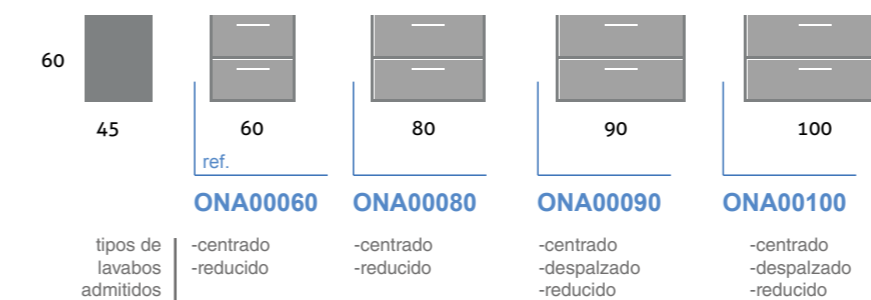 60
45 60 80 90 100
ref.
ONA00060 ONA00080 ONA00090 ONA00100
tipos de -centrado -centrado -centrado -centrado
lavabos -reducido -reducido -despalzado -despalzado
admitidos -reducido -reducido